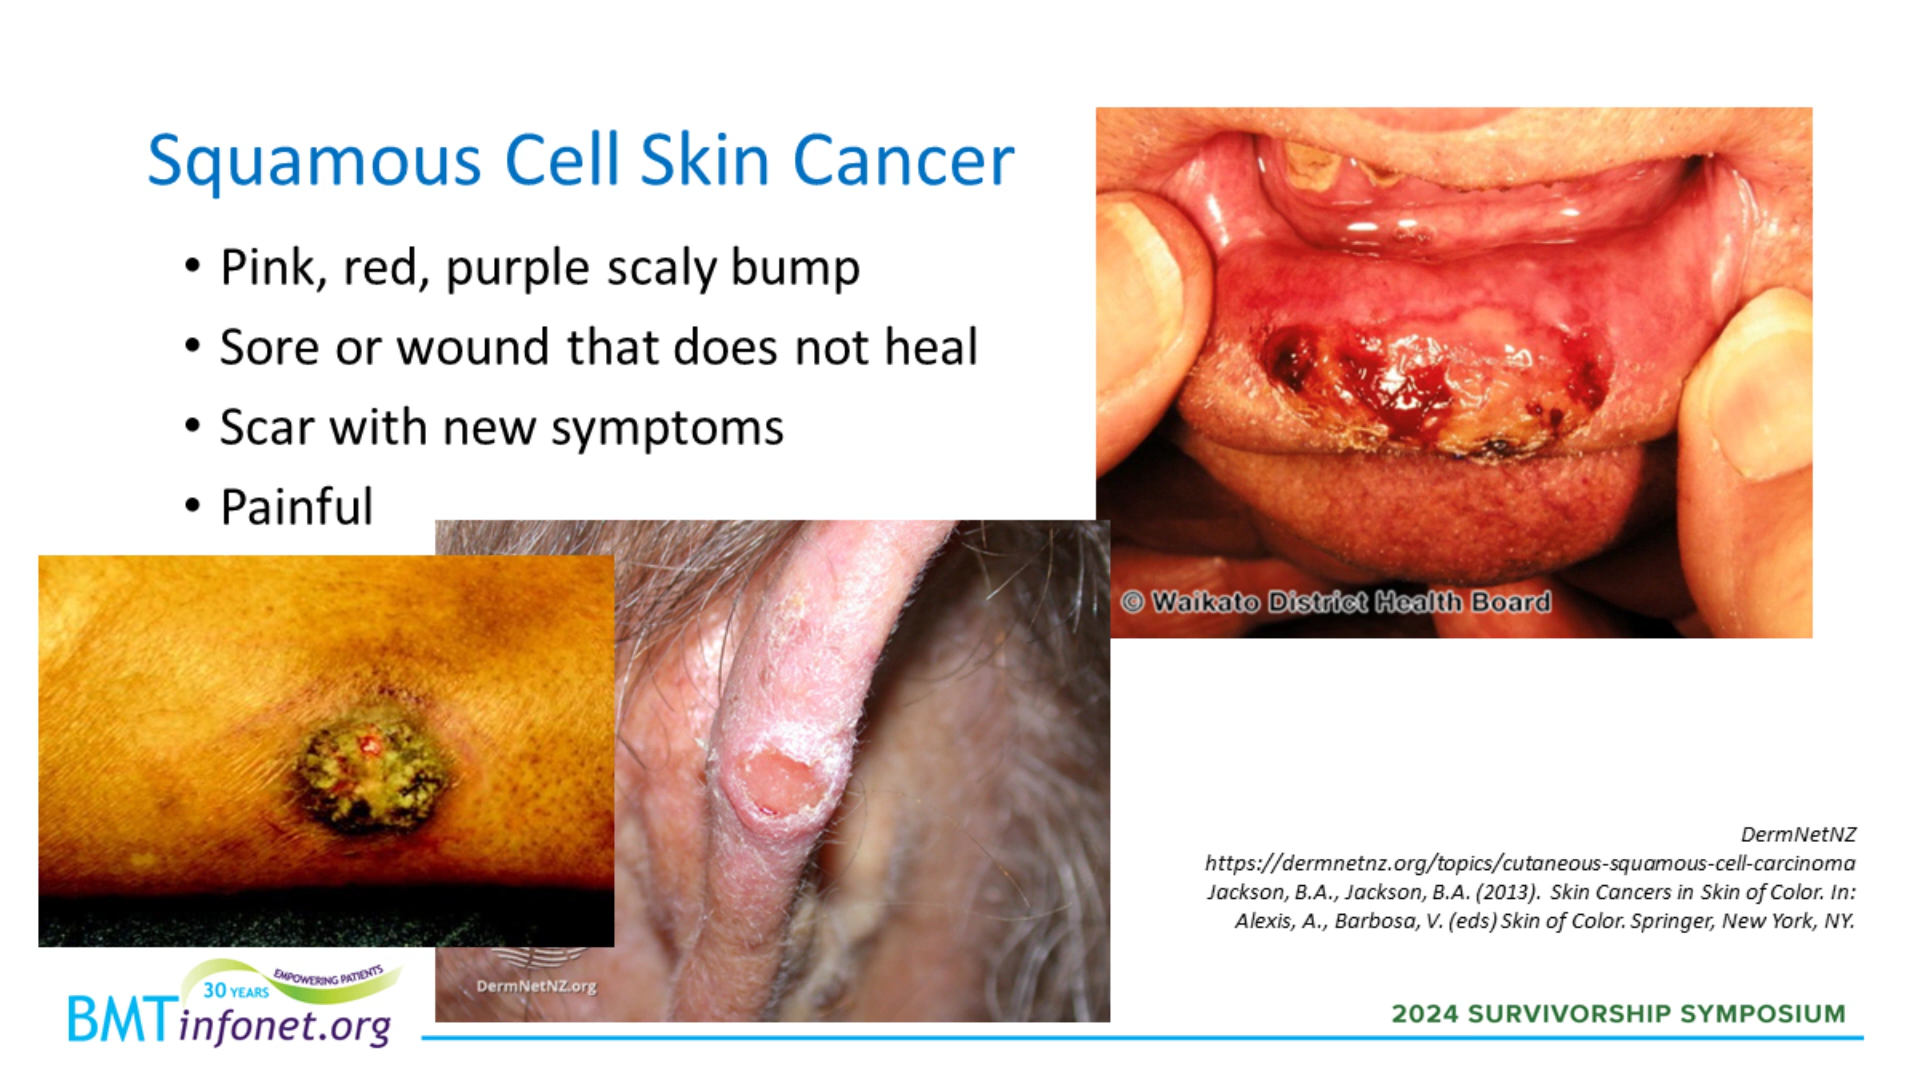 Squamous Cell Skin Cancer
• Pink, red, purple scaly bump
• Sore or wound that does not heal
• Scar with new symptoms
• Painful
© Waikato District Health Board
DermNetNZ.org
DermNetNZ
https://dermnetnz.org/topics/cutaneous-squamous-cell-carcinoma
Jackson, B.A., Jackson, B.A. (2013). Skin Cancers in Skin of Color. In:
Alexis, A., Barbosa, V. (eds) Skin of Color. Springer, New York, NY.
30 YEARS
EMPOWERING PATIENTS
BMTinfonet.org
2024 SURVIVORSHIP SYMPOSIUM